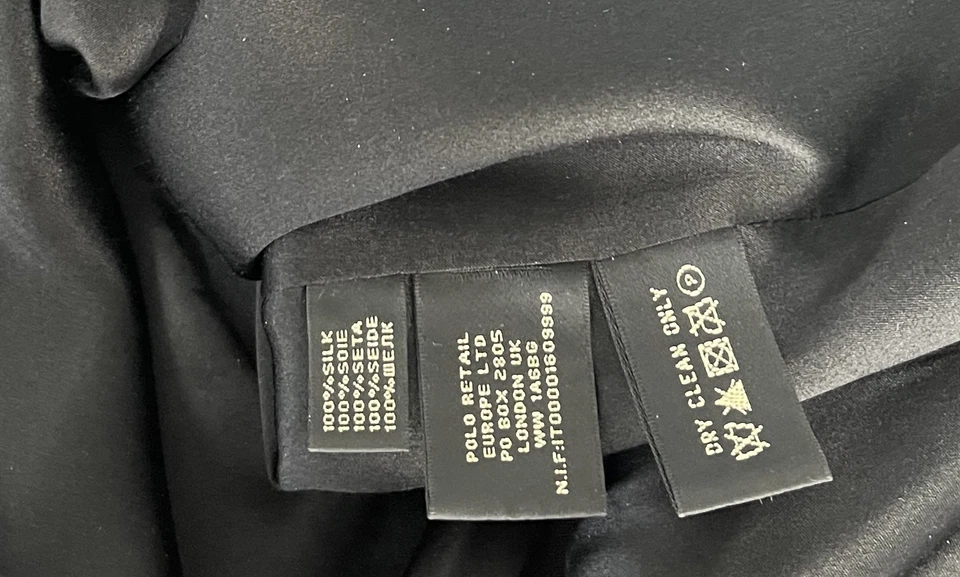 100%SILK
100%SOIE
100%SETA
100%SEIDE
100%ШЕЛК
POLO RETAIL
EUROPE LTD
PO BOX 2805
LONDON UK
WW 1A6BG
N.I.F:IT00001609999
DRY CLEAN ONLY
P